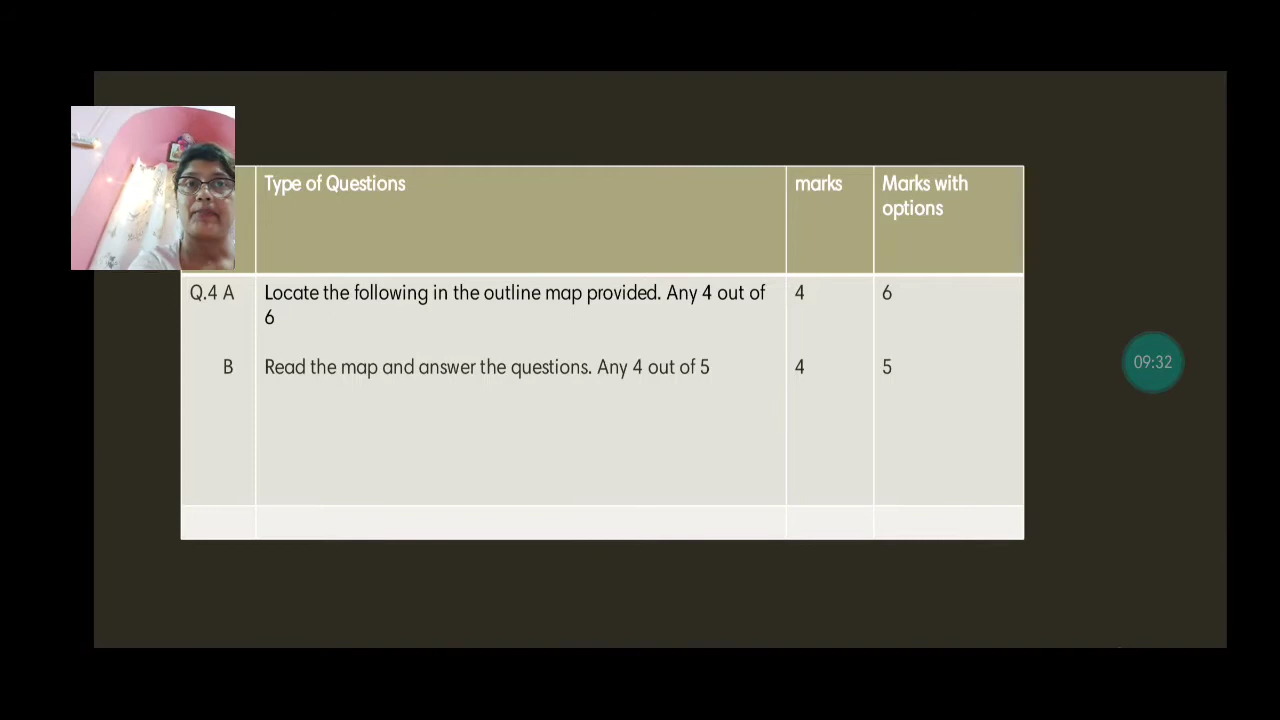 Type of Questions
marks
Marks with
options
Q.4 A
Locate the following in the outline map provided. Any 4 out of
6
4
6
B
Read the map and answer the questions. Any 4 out of 5
4
5
09:32